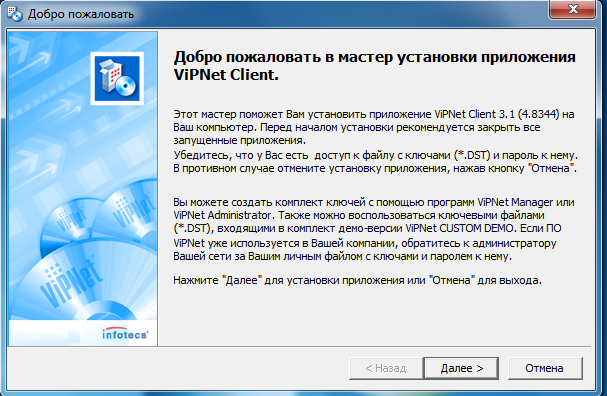 Добро пожаловать
Добро пожаловать в мастер установки приложения
ViPNet Client.
Этот мастер поможет Вам установить приложение ViPNet Client 3.1 (4.8344) на
Ваш компьютер. Перед началом установки рекомендуется закрыть все
запущенные приложения.
Убедитесь, что у Вас есть доступ к файлу с ключами (*.DST) и пароль к нему.
В противном случае отмените установку приложения, нажав кнопку "Отмена".
Вы можете создать комплект ключей с помощью программ ViPNet Manager или
ViPNet Administrator. Также можно воспользоваться ключевыми файлами
(*.DST), входящими в комплект демо-версии ViPNet CUSTOM DEMO. Если ПО
ViPNet уже используется в Вашей компании, обратитесь к администратору
Вашей сети за Вашим личным файлом с ключами и паролем к нему.
Нажмите "Далее" для установки приложения или "Отмена" для выхода.
ViPNet
ViPNet
ViPNet
infotecs
< Назад
Далее >
Отмена